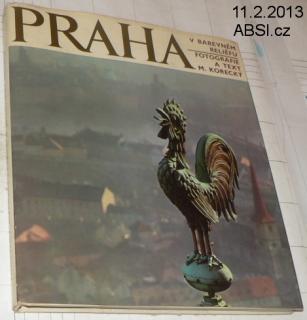 11.2.2013
ABSI.cz
PRAHA
V BAREVNÉM
RELIÉFU
FOTOGRAFIE
A TEXT
M. KORECKÝ